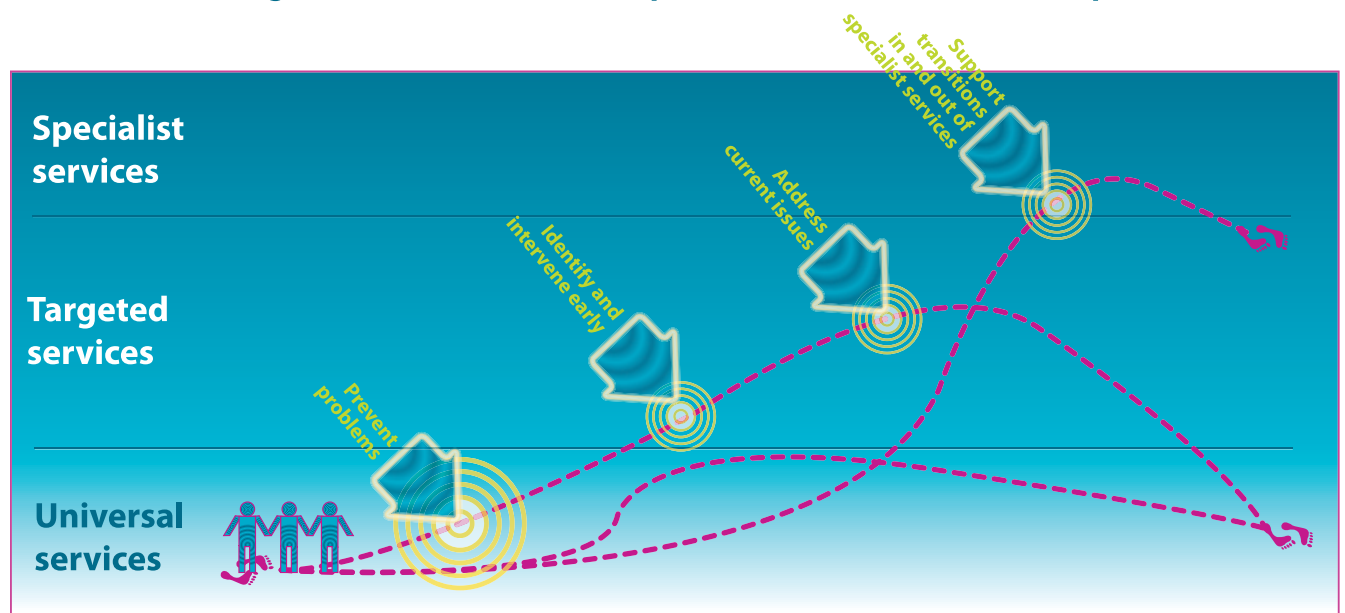 Support
transitions
in and out of
specialist services
Specialist
services
Address
current issues
Identify and
intervene early
Targeted
services
Prevent
problems
Universal
services